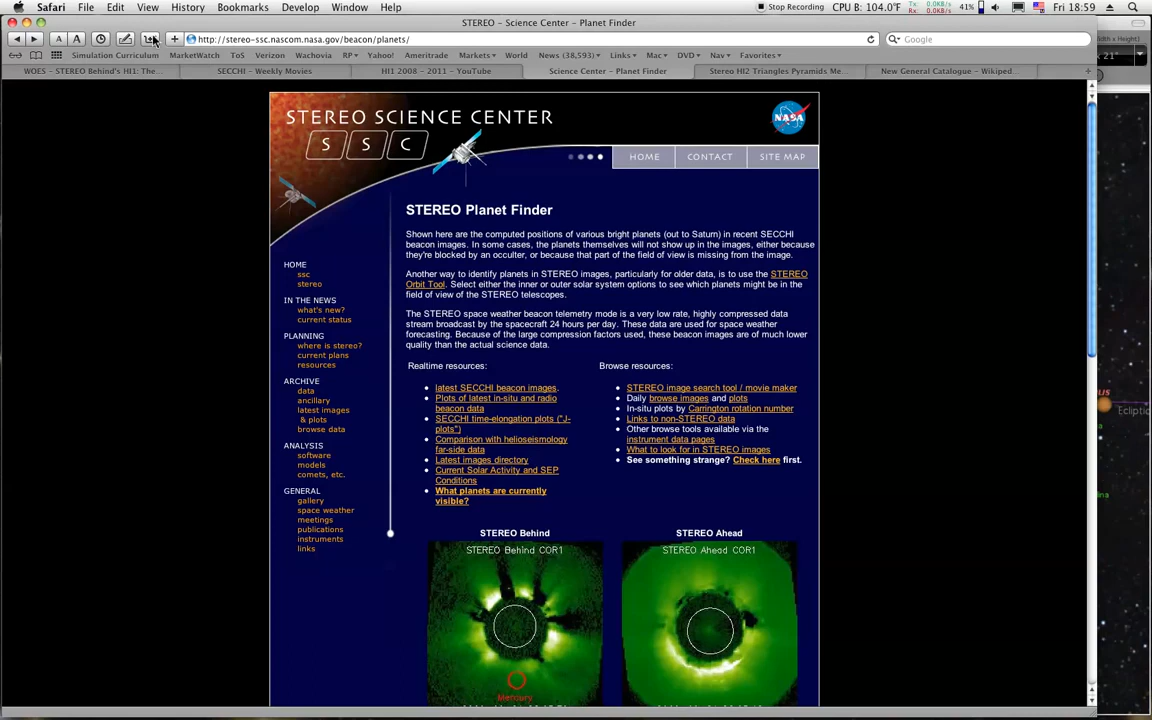 Safari File Edit View History Bookmarks Develop Window Help Stop Recording CPU B: 104.0°F Tx: 0.0KB/s Rx: 0.0KB/s 41% Fri 18:59
STEREO - Science Center - Planet Finder
A A http://stereo-ssc.nascom.nasa.gov/beacon/planets/ Google
Simulation Curriculum MarketWatch ToS Verizon Wachovia RP Yahoo! Ameritrade Markets World News (38,593) Links Mac DVD Nav Favorites
WOES - STEREO Behind's HI1: The... SECCHI - Weekly Movies HI1 2008 - 2011 - YouTube Science Center - Planet Finder Stereo HI2 Triangles Pyramids Me... New General Catalogue - Wikiped...
STEREO SCIENCE CENTER
S S C
NASA
HOME CONTACT SITE MAP
STEREO Planet Finder
Shown here are the computed positions of various bright planets (out to Saturn) in recent SECCHI
beacon images. In some cases, the planets themselves will not show up in the images, either because
they're blocked by an occulter, or because that part of the field of view is missing from the image.
Another way to identify planets in STEREO images, particularly for older data, is to use the STEREO
Orbit Tool. Select either the inner or outer solar system options to see which planets might be in the
field of view of the STEREO telescopes.
The STEREO space weather beacon telemetry mode is a very low rate, highly compressed data
stream broadcast by the spacecraft 24 hours per day. These data are used for space weather
forecasting. Because of the large compression factors used, these beacon images are of much lower
quality than the actual science data.
HOME
ssc
stereo
IN THE NEWS
what's new?
current status
PLANNING
where is stereo?
current plans
resources
ARCHIVE
data
ancillary
latest images
& plots
browse data
ANALYSIS
software
models
comets, etc.
GENERAL
gallery
space weather
meetings
publications
instruments
links
Realtime resources:
latest SECCHI beacon images.
Plots of latest in-situ and radio
beacon data
SECCHI time-elongation plots ("J-
plots")
Comparison with helioseismology
far-side data
Latest images directory
Current Solar Activity and SEP
Conditions
What planets are currently
visible?
Browse resources:
STEREO image search tool / movie maker
Daily browse images and plots
In-situ plots by Carrington rotation number
Links to non-STEREO data
Other browse tools available via the
instrument data pages
What to look for in STEREO images
See something strange? Check here first.
STEREO Behind STEREO Ahead
STEREO Behind COR1 STEREO Ahead COR1
Mercury
21°
Ecliptic